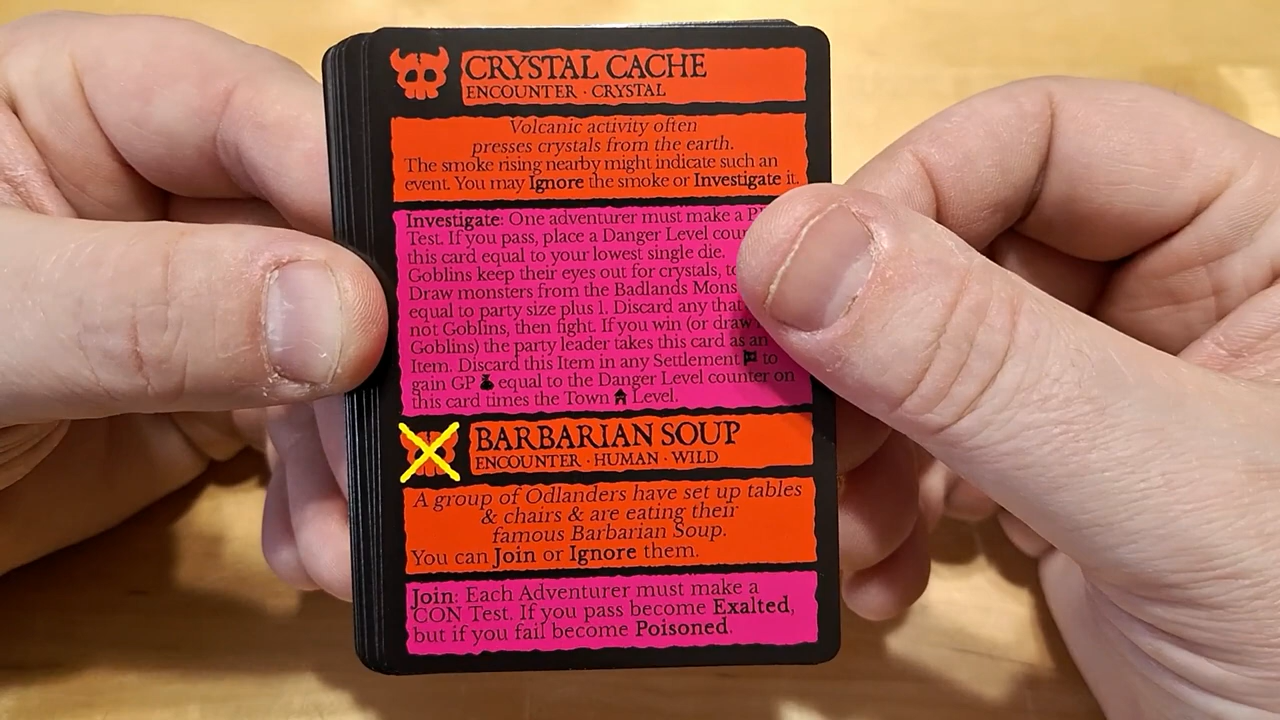 CRYSTAL CACHE
ENCOUNTER · CRYSTAL
Volcanic activity often
presses crystals from the earth.
The smoke rising nearby might indicate such an
event. You may Ignore the smoke or Investigate it.
Investigate: One adventurer must make a
Test. If you pass, place a Danger Level
this card equal to your lowest single die.
Goblins keep their eyes out for crystals,
Draw monsters from the Badlands
equal to party size plus 1. Discard any that
not Goblins, then fight. If you win (or draw
Goblins) the party leader takes this card as an
Item. Discard this Item in any Settlement to
gain GP equal to the Danger Level counter on
this card times the Town Level.
BARBARIAN SOUP
ENCOUNTER · HUMAN · WILD
A group of Odlanders have set up tables
& chairs & are eating their
famous Barbarian Soup.
You can Join or Ignore them.
Join: Each Adventurer must make a
CON Test. If you pass become Exalted,
but if you fail become Poisoned.